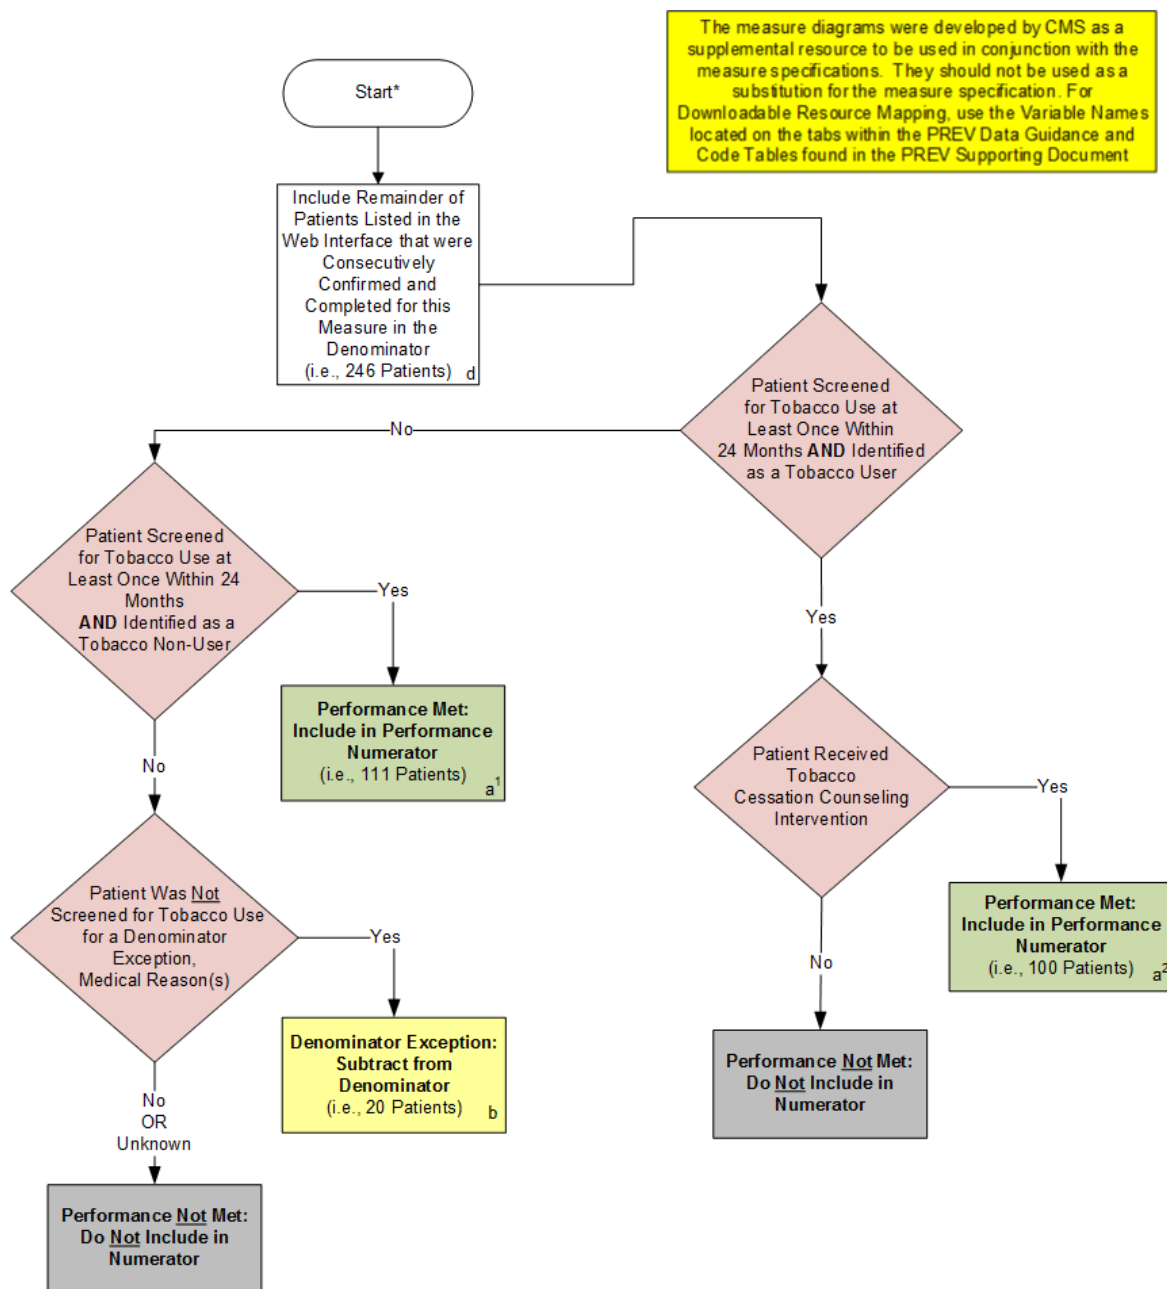 The measure diagrams were developed by CMS as a
supplemental resource to be used in conjunction with the
measure specifications. They should not be used as a
substitution for the measure specification. For
Downloadable Resource Mapping, use the Variable Names
located on the tabs within the PREV Data Guidance and
Code Tables found in the PREV Supporting Document
Start*
Include Remainder of
Patients Listed in the
Web Interface that were
Consecutively
Confirmed and
Completed for this
Measure in the
Denominator
(i.e., 246 Patients) d
Patient Screened
for Tobacco Use at
Least Once Within
24 Months AND Identified
as a Tobacco User
No
Patient Screened
for Tobacco Use at
Least Once Within 24
Months
AND Identified as a
Tobacco Non-User
Yes
Yes
Performance Met:
Include in Performance
Numerator
(i.e., 111 Patients) a¹
No
Patient Received
Tobacco
Cessation Counseling
Intervention
Yes
Performance Met:
Include in Performance
Numerator
(i.e., 100 Patients) a²
Patient Was Not
Screened for Tobacco Use
for a Denominator
Exception,
Medical Reason(s)
Yes
No
Denominator Exception:
Subtract from
Denominator
(i.e., 20 Patients) b
Performance Not Met:
Do Not Include in
Numerator
No
OR
Unknown
Performance Not Met:
Do Not Include in
Numerator